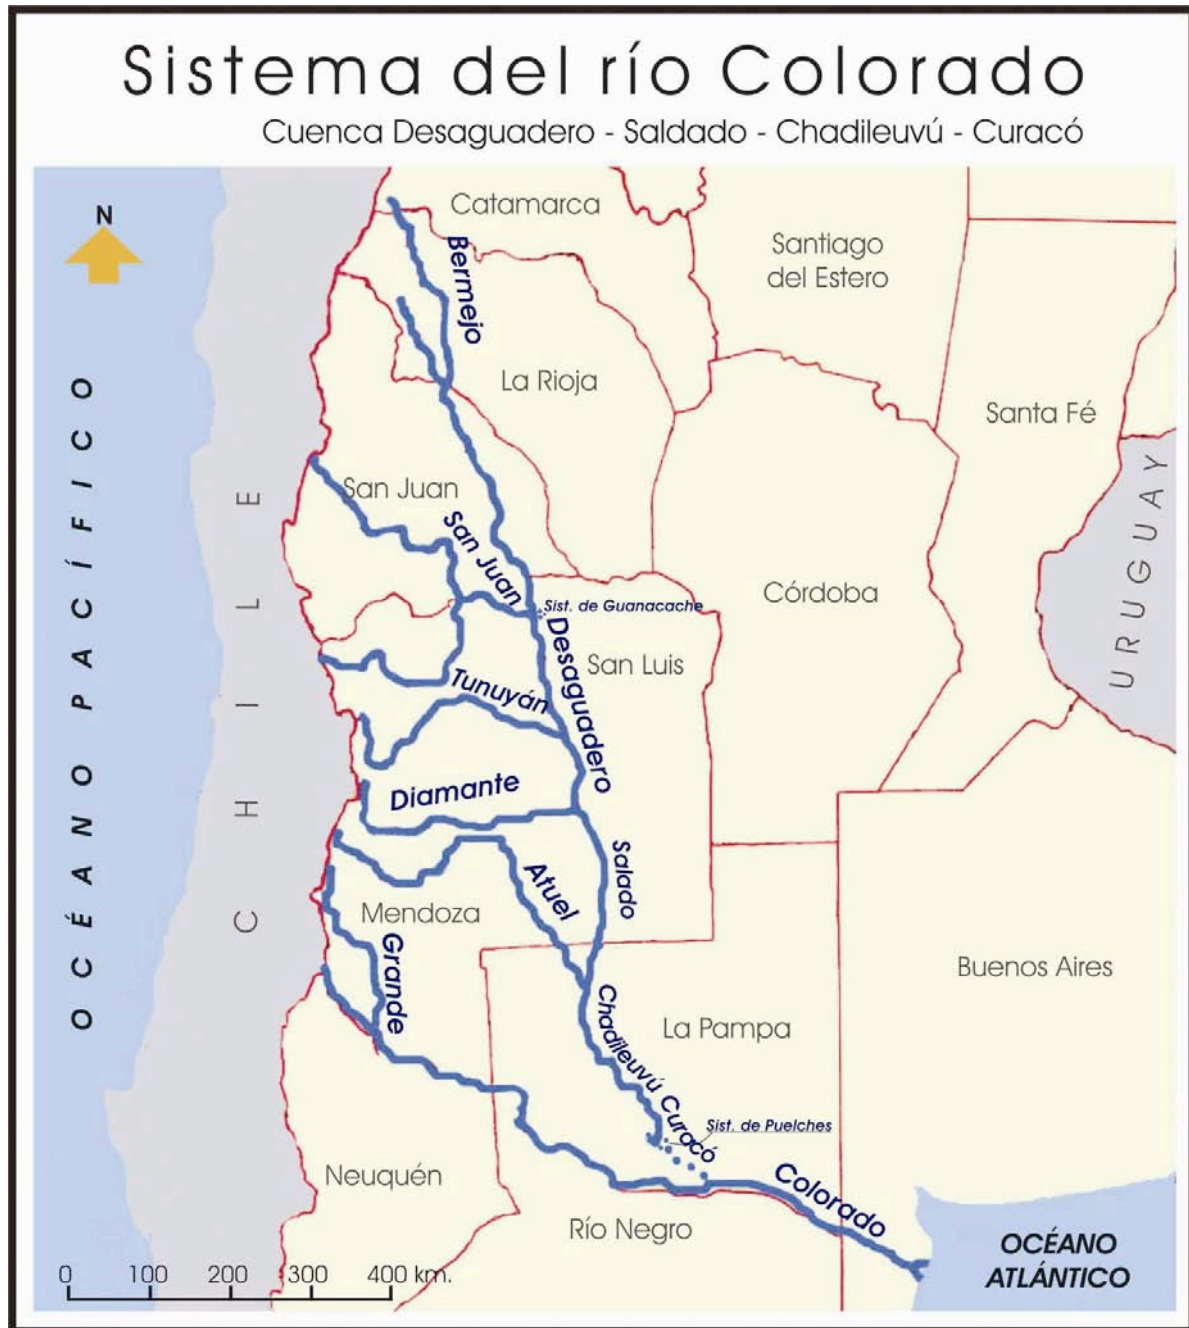 Sistema del río Colorado
Cuenca Desaguadero - Saldado - Chadileuvú - Curacó
N
Catamarca
Santiago
del Estero
Bermejo
La Rioja
Santa Fé
OCÉANO PACÍFICO
CHILE
URUGUAY
San Juan
San Juan
Córdoba
Sist. de Guanacache
Desaguadero
San Luis
Tunuyán
Diamante
Salado
Atuel
Mendoza
Grande
Buenos Aires
Chadileuvú
La Pampa
Curacó
Sist. de Puelches
Neuquén
Colorado
Río Negro
OCÉANO
ATLÁNTICO
0 100 200 300 400 km.